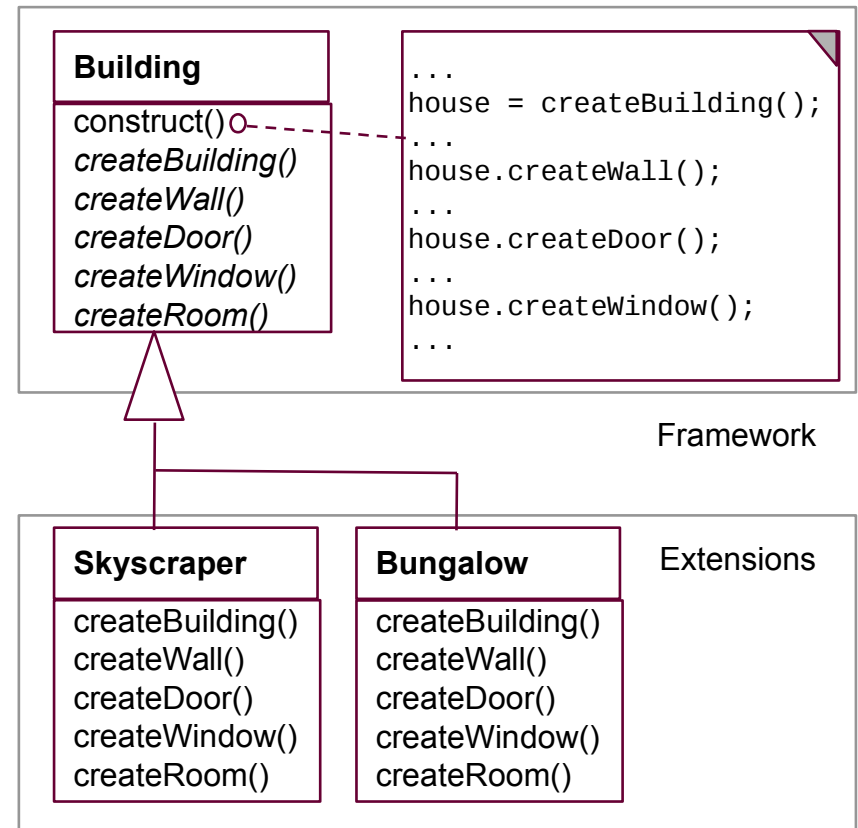 Building
construct()
createBuilding()
createWall()
createDoor()
createWindow()
createRoom()
...
house = createBuilding();
...
house.createWall();
...
house.createDoor();
...
house.createWindow();
...
Framework
Skyscraper
createBuilding()
createWall()
createDoor()
createWindow()
createRoom()
Bungalow
createBuilding()
createWall()
createDoor()
createWindow()
createRoom()
Extensions